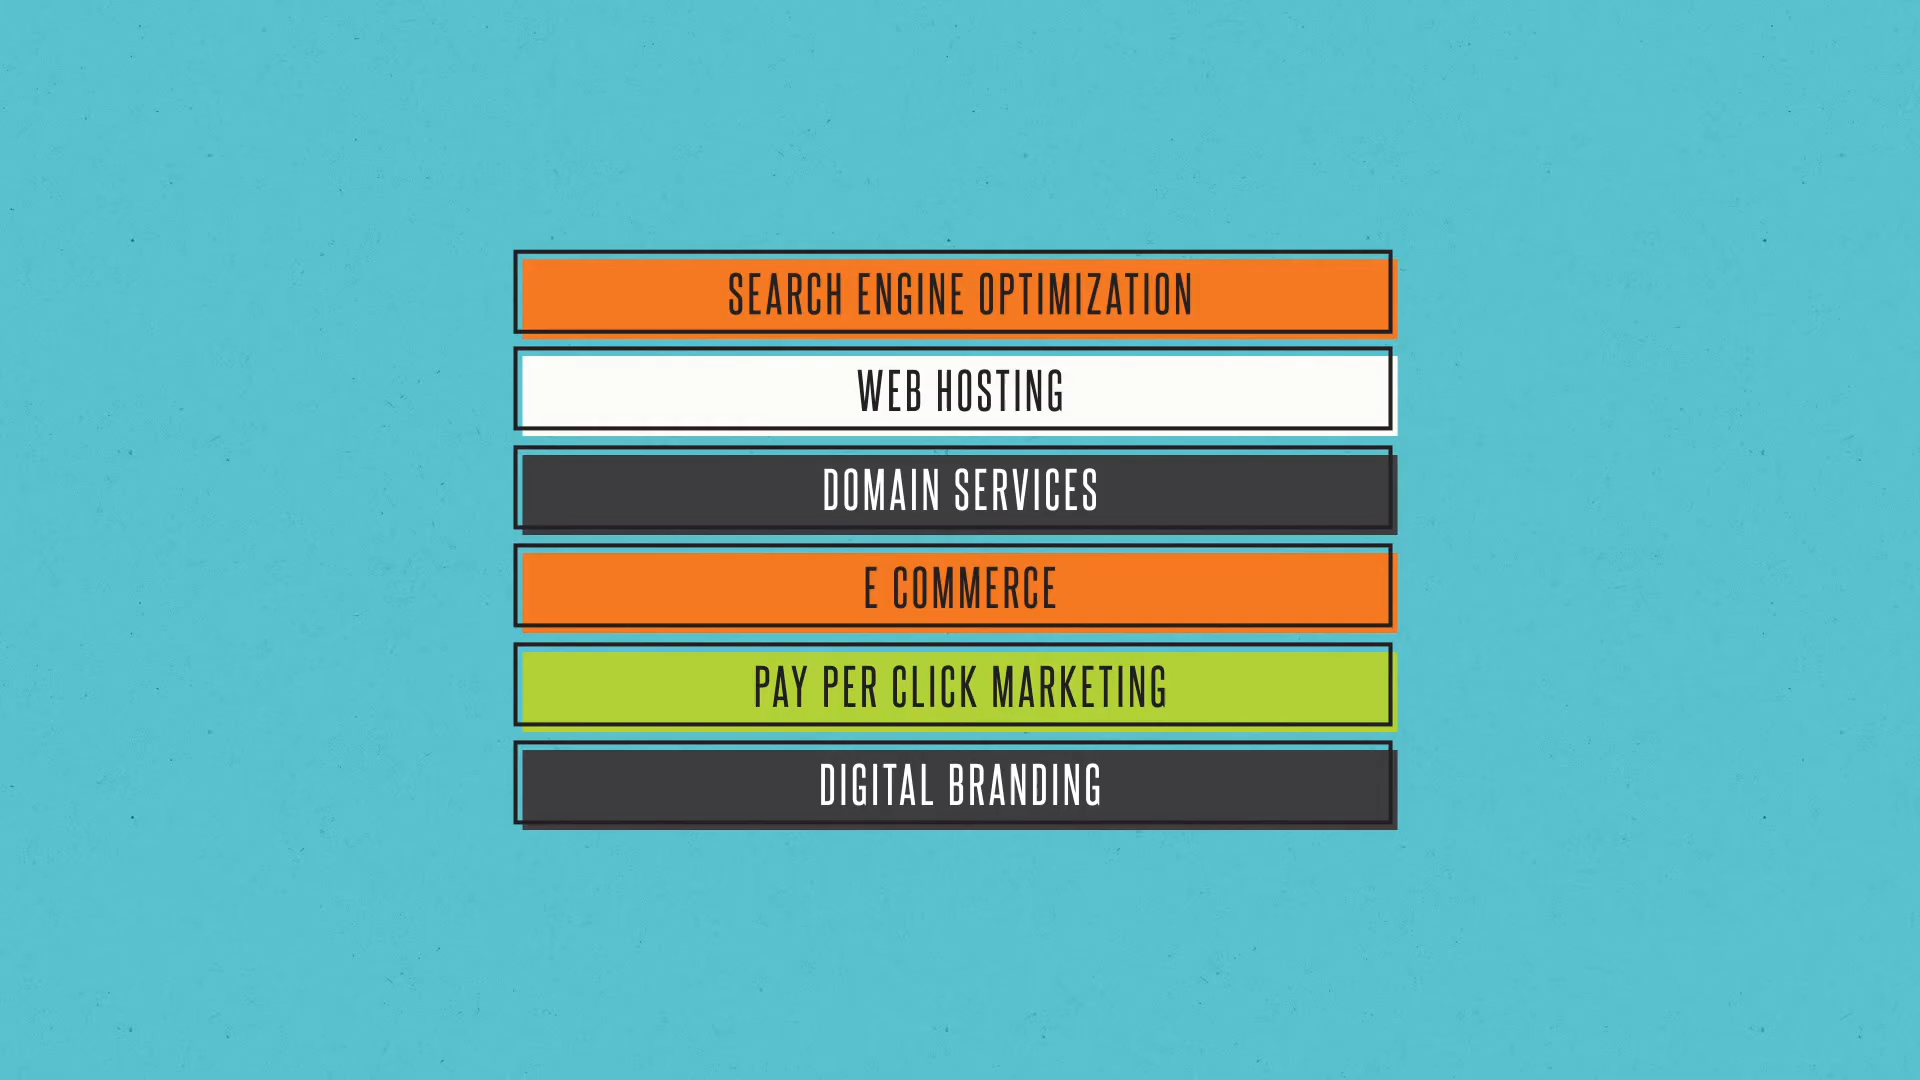 SEARCH ENGINE OPTIMIZATION
WEB HOSTING
DOMAIN SERVICES
E COMMERCE
PAY PER CLICK MARKETING
DIGITAL BRANDING